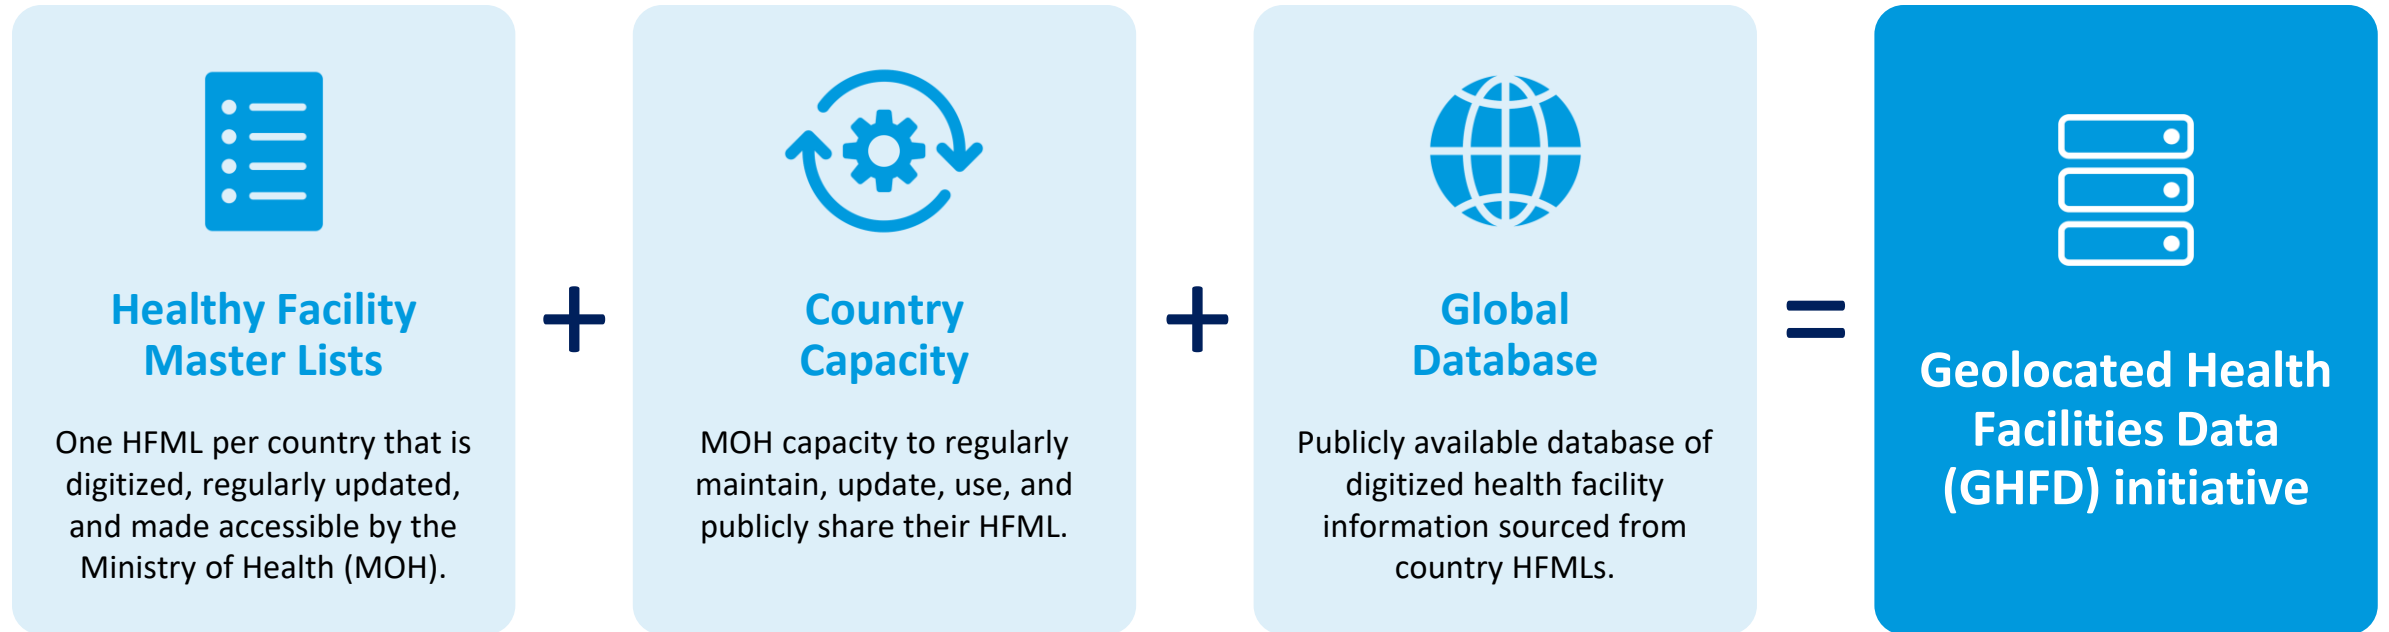 Healthy Facility
Master Lists
One HFML per country that is
digitized, regularly updated,
and made accessible by the
Ministry of Health (MOH).
+
Country
Capacity
MOH capacity to regularly
maintain, update, use, and
publicly share their HFML.
+
Global
Database
Publicly available database of
digitized health facility
information sourced from
country HFMLs.
=
Geolocated Health
Facilities Data
(GHFD) initiative